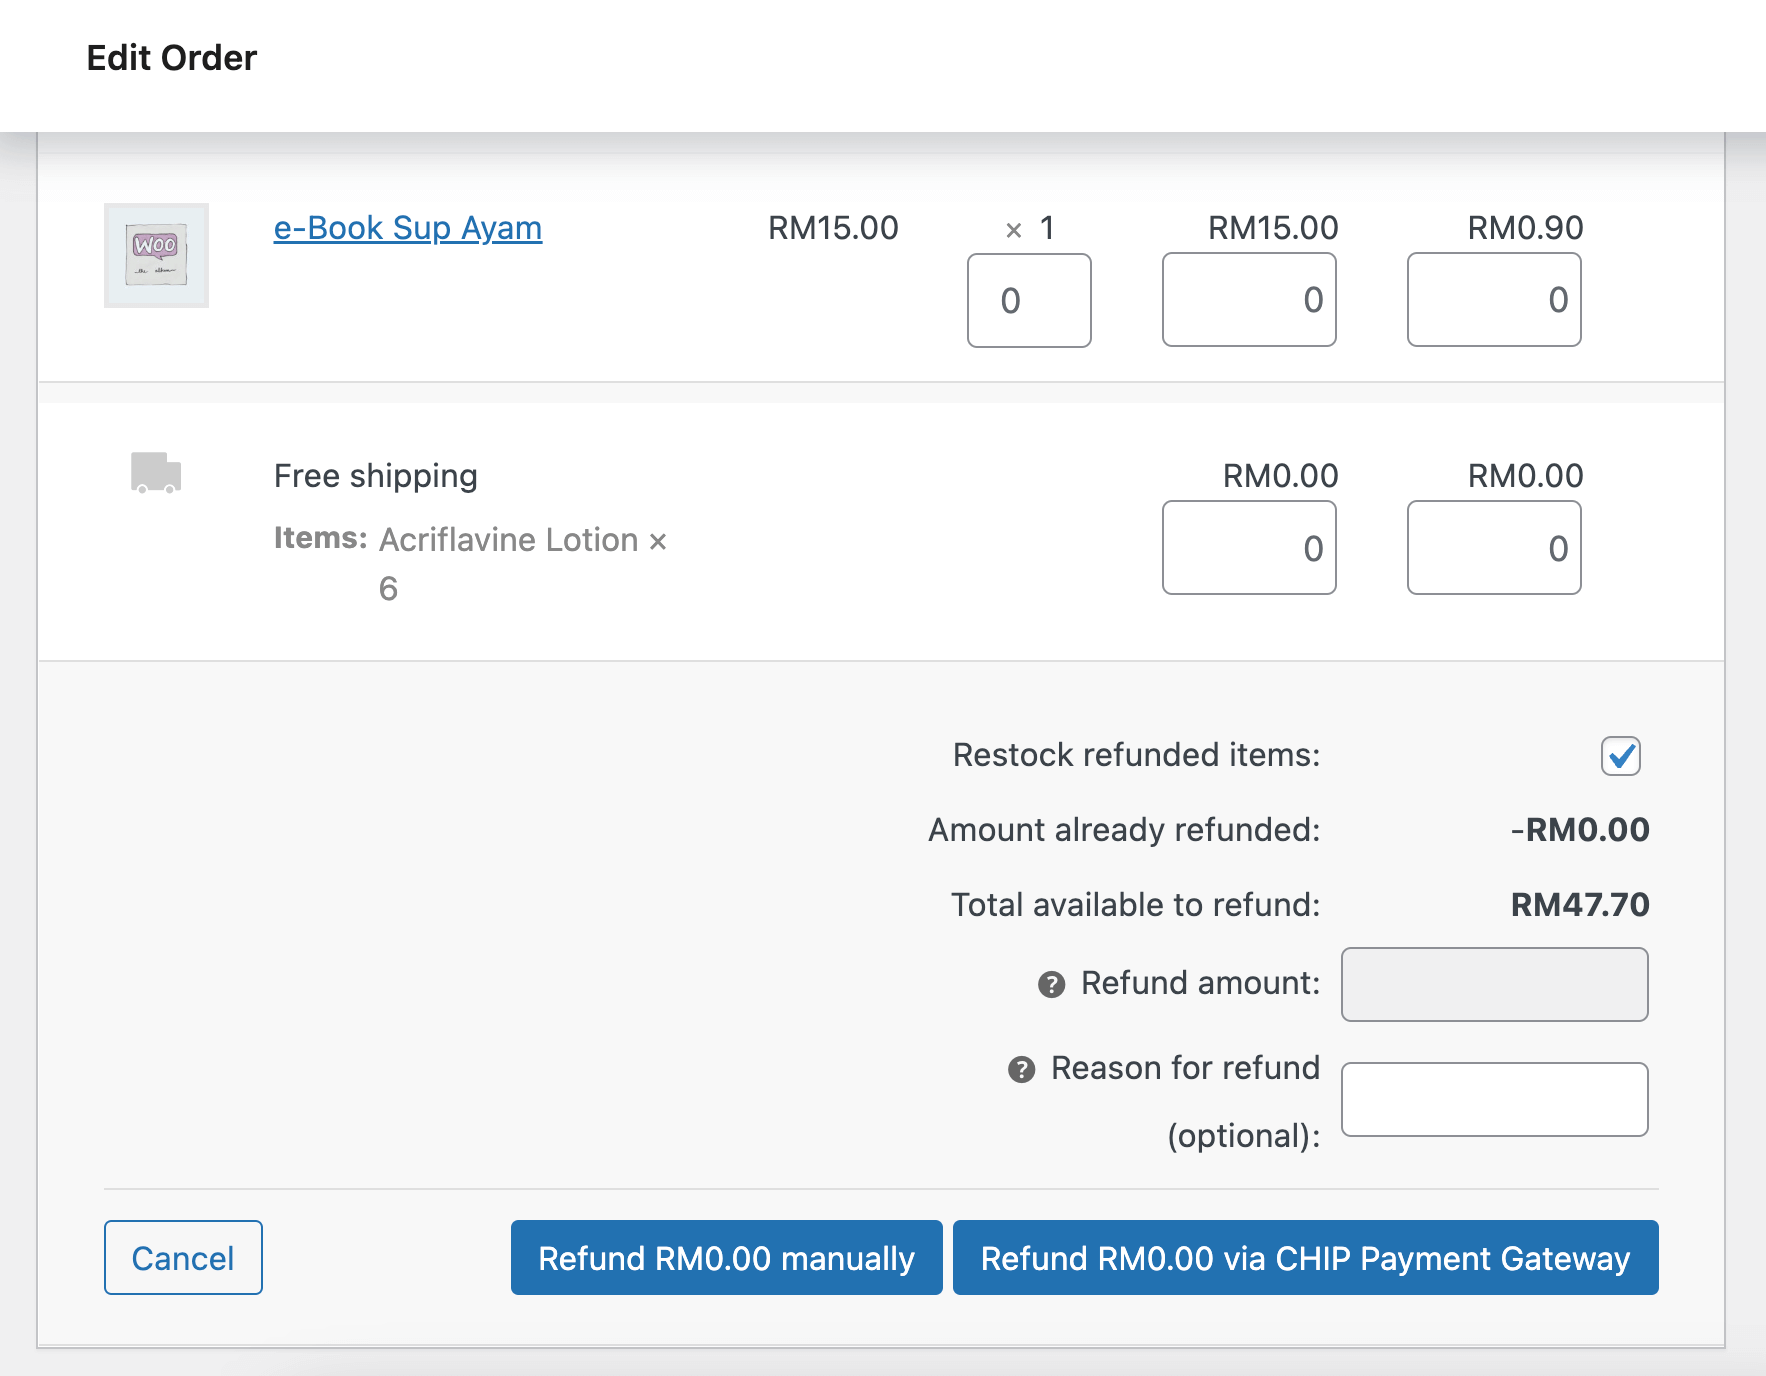 Edit Order
WOO
e-Book Sup Ayam RM15.00 × 1 RM15.00 RM0.90
0 0 0
Free shipping RM0.00 RM0.00
Items: Acriflavine Lotion ×
6
0 0
Restock refunded items:
Amount already refunded: -RM0.00
Total available to refund: RM47.70
? Refund amount:
? Reason for refund
(optional):
Cancel Refund RM0.00 manually Refund RM0.00 via CHIP Payment Gateway